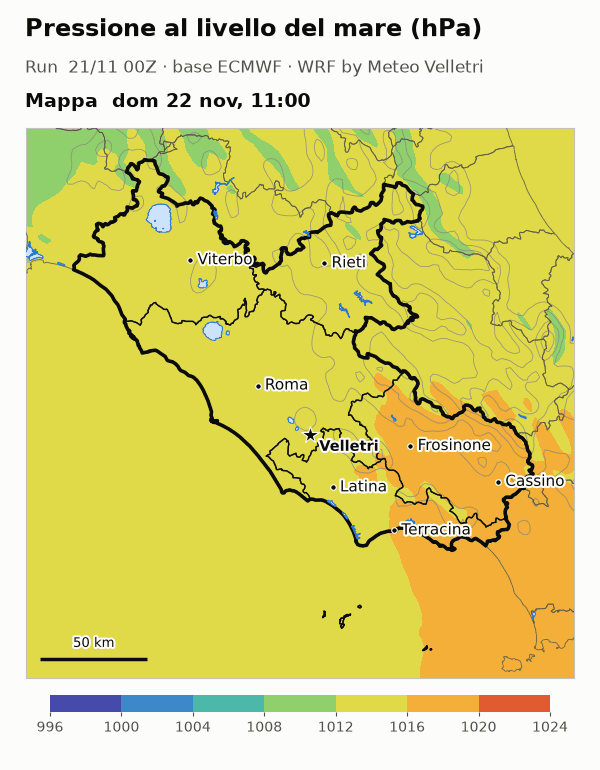 Pressione al livello del mare (hPa)
Run  21/11 00Z · base ECMWF · WRF by Meteo Velletri
Mappa  dom 22 nov, 11:00
Viterbo
Rieti
Roma
Velletri
Frosinone
Cassino
Latina
Terracina
50 km
996 1000 1004 1008 1012 1016 1020 1024